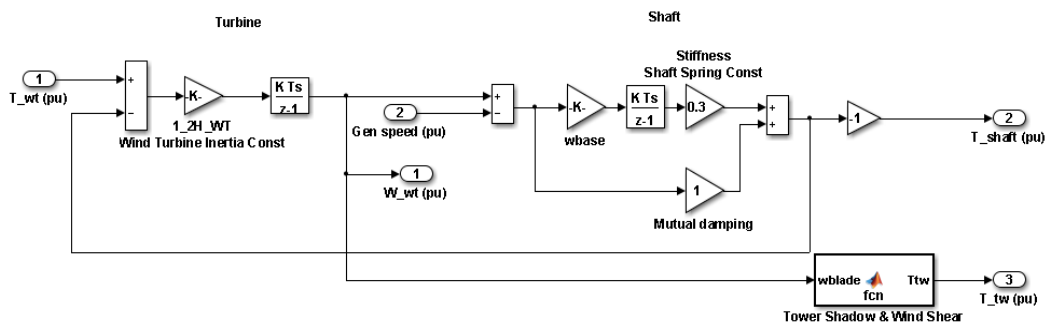 Turbine
Shaft
Stiffness
Shaft Spring Const
1
T_wt (pu)
+
−
-K-
1_2H_WT
Wind Turbine Inertia Const
K Ts
z-1
2
Gen speed (pu)
+
−
-K-
wbase
K Ts
z-1
0.3
+
+
-1
2
T_shaft (pu)
1
W_wt (pu)
1
Mutual damping
wblade
fcn
Ttw
Tower Shadow & Wind Shear
3
T_tw (pu)